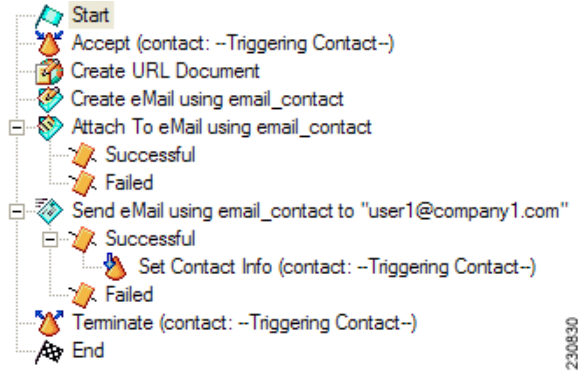 Start
Accept (contact: --Triggering Contact--)
Create URL Document
Create eMail using email_contact
Attach To eMail using email_contact
Successful
Failed
Send eMail using email_contact to "user1@company1.com"
Successful
Set Contact Info (contact: --Triggering Contact--)
Failed
Terminate (contact: --Triggering Contact--)
End
230830